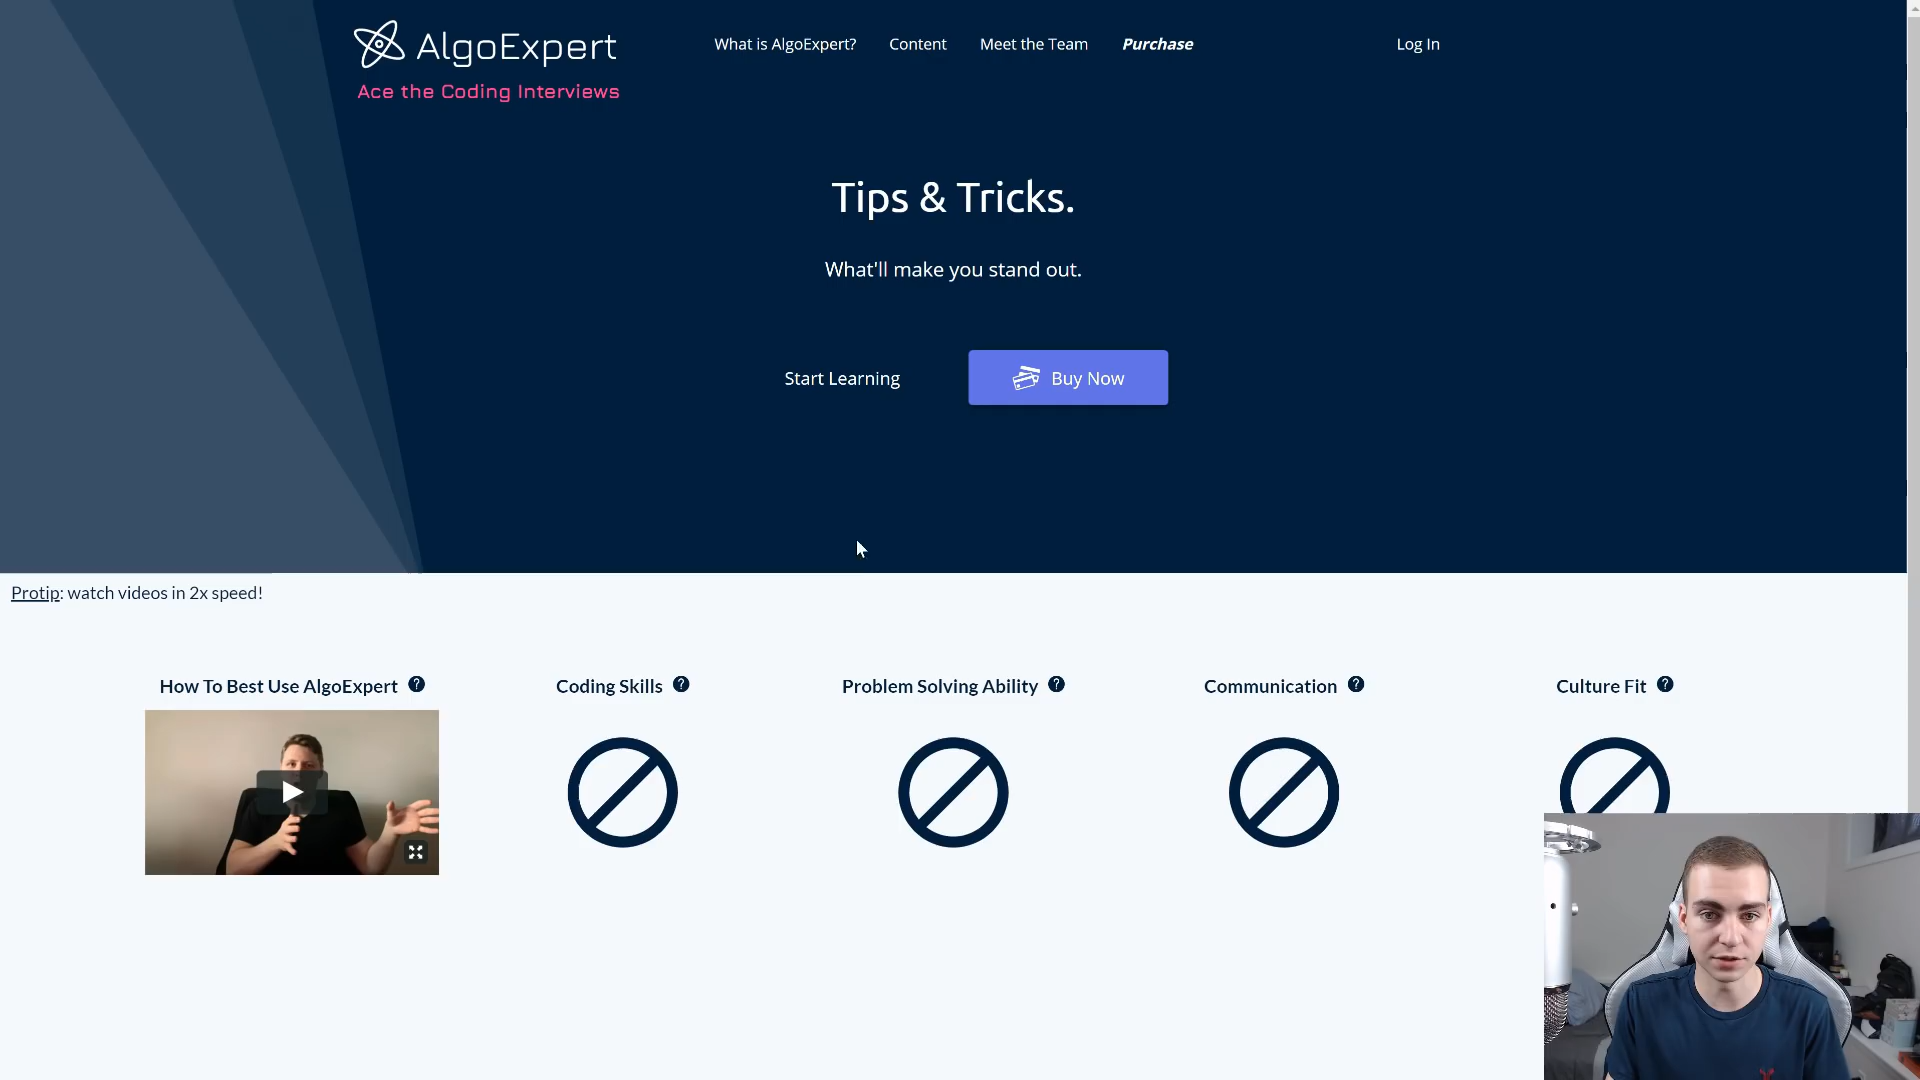 AlgoExpert
Ace the Coding Interviews
What is AlgoExpert?
Content
Meet the Team
Purchase
Log In
Tips & Tricks.
What'll make you stand out.
Start Learning
Buy Now
Protip: watch videos in 2x speed!
How To Best Use AlgoExpert ?
Coding Skills ?
Problem Solving Ability ?
Communication ?
Culture Fit ?